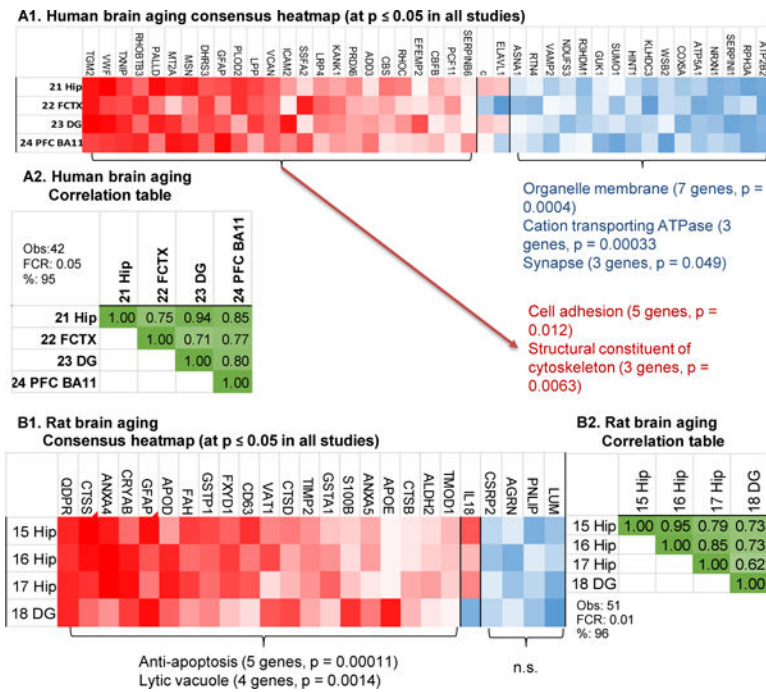 A1. Human brain aging consensus heatmap (at p ≤ 0.05 in all studies)
TGM2 VWF TXNIP RHOBTB3 PALLD MT2A MSN DHRS3 GFAP PLOD2 LPP VCAN ICAM2 SSFA2 LRP4 KANK1 PRDX6 ADD3 CBS RHOC EFEMP2 CBFB PCF11 SERPINB6 c ELAVL1 ASNA1 RTN4 VAMP2 NDUFS3 R3HDM1 GUK1 SUMO1 HINT1 KLHDC3 WSB2 COX6A ATP5A1 NRXN1 SERPINI1 RPH3A ATP2B2
21 Hip
22 FCTX
23 DG
24 PFC BA11
A2. Human brain aging
Correlation table
Obs:42
FCR: 0.05
%: 95
21 Hip 22 FCTX 23 DG 24 PFC BA11
21 Hip 1.00 0.75 0.94 0.85
22 FCTX 1.00 0.71 0.77
23 DG 1.00 0.80
24 PFC BA11 1.00
Organelle membrane (7 genes, p =
0.0004)
Cation transporting ATPase (3
genes, p = 0.00033
Synapse (3 genes, p = 0.049)
Cell adhesion (5 genes, p =
0.012)
Structural constituent of
cytoskeleton (3 genes, p =
0.0063)
B1. Rat brain aging
Consensus heatmap (at p ≤ 0.05 in all studies)
QDPR CTSS ANXA4 CRYAB GFAP APOD FAH GSTP1 FXYD1 CD63 VAT1 CTSD TIMP2 GSTA1 S100B ANXA5 APOE CTSB ALDH2 TMOD1 IL18 CSRP2 AGRN PNLIP LUM
15 Hip
16 Hip
17 Hip
18 DG
Anti-apoptosis (5 genes, p = 0.00011)
Lytic vacuole (4 genes, p = 0.0014)
n.s.
B2. Rat brain aging
Correlation table
15 Hip 16 Hip 17 Hip 18 DG
15 Hip 1.00 0.95 0.79 0.73
16 Hip 1.00 0.85 0.73
17 Hip 1.00 0.62
18 DG 1.00
Obs: 51
FCR: 0.01
%: 96